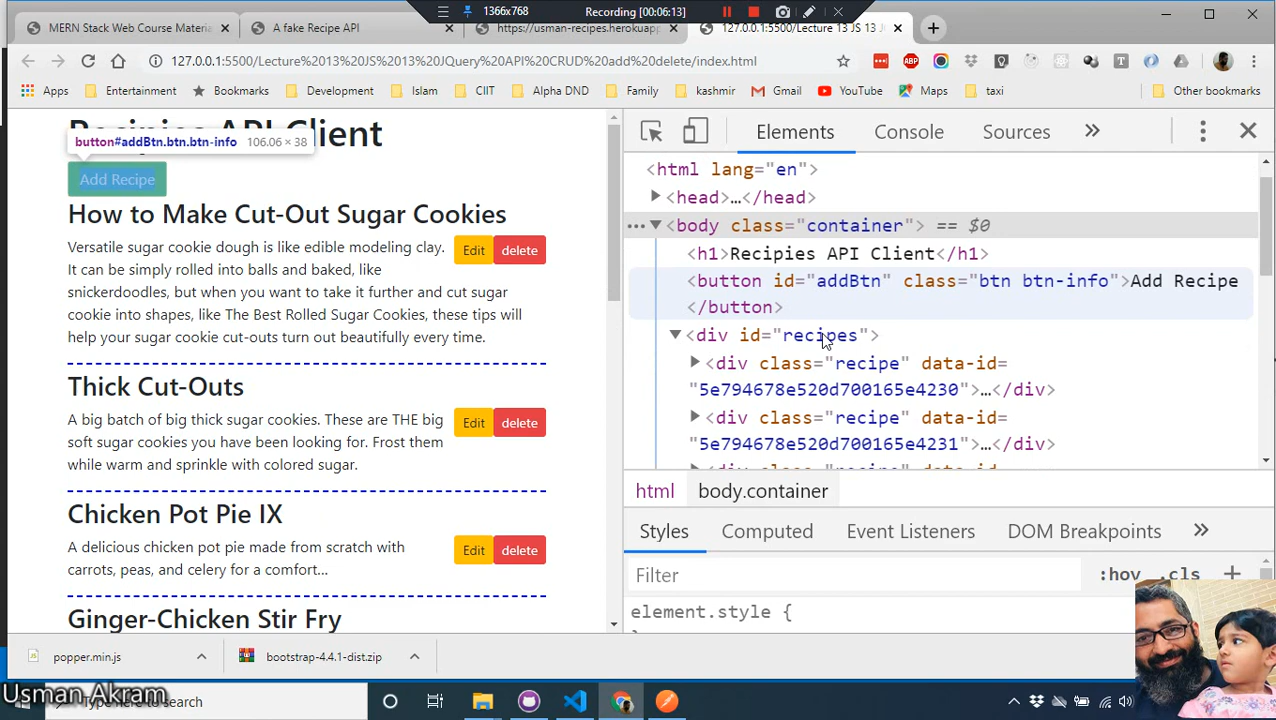 1366x768
Recording [00:06:13]
MERN Stack Web Course Materia
A fake Recipe API
https://usman-recipes.herokuapp
127.0.0.1:5500/Lecture 13 JS 13 J
127.0.0.1:5500/Lecture%2013%20JS%2013%20JQuery%20API%20CRUD%20add%20delete/index.html
ABP
Apps
Entertainment
Bookmarks
Development
Islam
CIIT
Alpha DND
Family
kashmir
Gmail
YouTube
Maps
taxi
Other bookmarks
Recipies API Client
button#addBtn.btn.btn-info 106.06 × 38
Add Recipe
How to Make Cut-Out Sugar Cookies
Versatile sugar cookie dough is like edible modeling clay.
It can be simply rolled into balls and baked, like
snickerdoodles, but when you want to take it further and cut sugar
cookie into shapes, like The Best Rolled Sugar Cookies, these tips will
help your sugar cookie cut-outs turn out beautifully every time.
Edit
delete
Thick Cut-Outs
A big batch of big thick sugar cookies. These are THE big
soft sugar cookies you have been looking for. Frost them
while warm and sprinkle with colored sugar.
Edit
delete
Chicken Pot Pie IX
A delicious chicken pot pie made from scratch with
carrots, peas, and celery for a comfort...
Edit
delete
Ginger-Chicken Stir Fry
Elements
Console
Sources
<html lang="en">
<head>…</head>
<body class="container"> == $0
<h1>Recipies API Client</h1>
<button id="addBtn" class="btn btn-info">Add Recipe
</button>
<div id="recipes">
<div class="recipe" data-id=
"5e794678e520d700165e4230">…</div>
<div class="recipe" data-id=
"5e794678e520d700165e4231">…</div>
<div class="recipe" data-id=
html
body.container
Styles
Computed
Event Listeners
DOM Breakpoints
Filter
:hov
.cls
element.style {
popper.min.js
bootstrap-4.4.1-dist.zip
Usman Akram
Type here to search